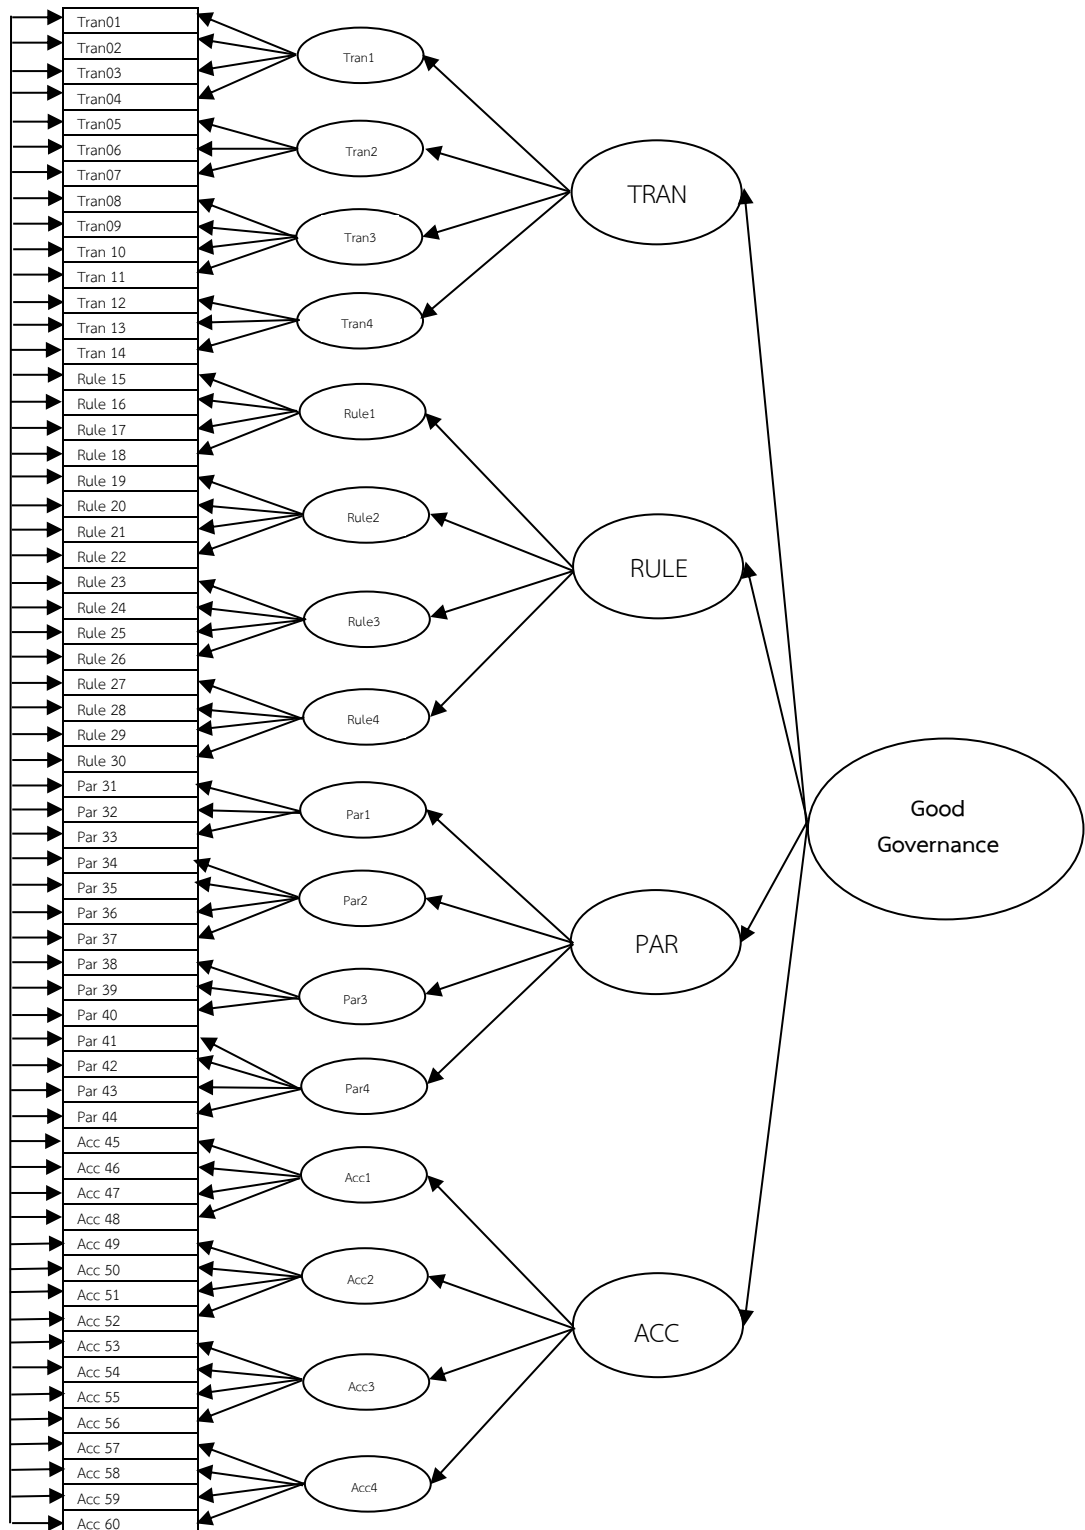 Tran01
Tran02
Tran03
Tran04
Tran05
Tran06
Tran07
Tran08
Tran09
Tran 10
Tran 11
Tran 12
Tran 13
Tran 14
Rule 15
Rule 16
Rule 17
Rule 18
Rule 19
Rule 20
Rule 21
Rule 22
Rule 23
Rule 24
Rule 25
Rule 26
Rule 27
Rule 28
Rule 29
Rule 30
Par 31
Par 32
Par 33
Par 34
Par 35
Par 36
Par 37
Par 38
Par 39
Par 40
Par 41
Par 42
Par 43
Par 44
Acc 45
Acc 46
Acc 47
Acc 48
Acc 49
Acc 50
Acc 51
Acc 52
Acc 53
Acc 54
Acc 55
Acc 56
Acc 57
Acc 58
Acc 59
Acc 60
Tran1
Tran2
Tran3
Tran4
Rule1
Rule2
Rule3
Rule4
Par1
Par2
Par3
Par4
Acc1
Acc2
Acc3
Acc4
TRAN
RULE
PAR
ACC
Good
Governance